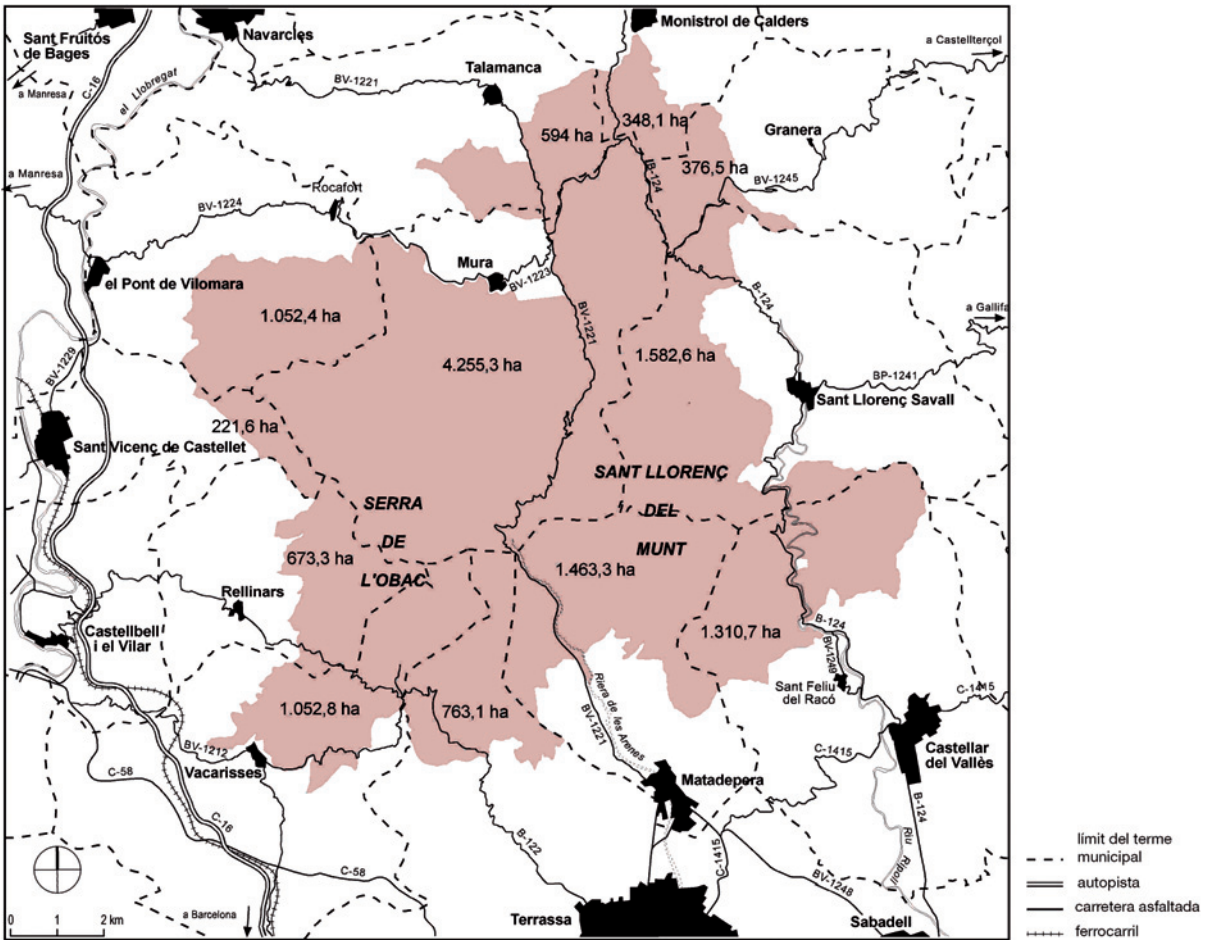 Sant Fruitós
de Bages
Navarcles
Monistrol de Calders
a Castellterçol
C-16
a Manresa
el Llobregat
BV-1221
Talamanca
594 ha
348,1 ha
Granera
376,5 ha
B-124
BV-1245
a Manresa
Rocafort
BV-1224
el Pont de Vilomara
Mura
BV-1223
B-124
a Gallifa
1.052,4 ha
BV-1221
4.255,3 ha
1.582,6 ha
BV-1229
BP-1241
Sant Llorenç Savall
221,6 ha
Sant Vicenç de Castellet
SANT LLORENÇ
DEL
MUNT
SERRA
DE
L'OBAC
673,3 ha
1.463,3 ha
Rellinars
Castellbell
i el Vilar
1.310,7 ha
B-124
BV-1249
Sant Feliu
del Racó
C-1415
1.052,8 ha
763,1 ha
Riera de les Arenes
BV-1221
BV-1212
Vacarisses
C-58
C-1415
Castellar
del Vallès
Matadepera
B-124
C-16
B-122
Riu Ripoll
C-58
C-1415
BV-1248
0 1 2 km
a Barcelona
Terrassa
Sabadell
límit del terme
municipal
autopista
carretera asfaltada
ferrocarril